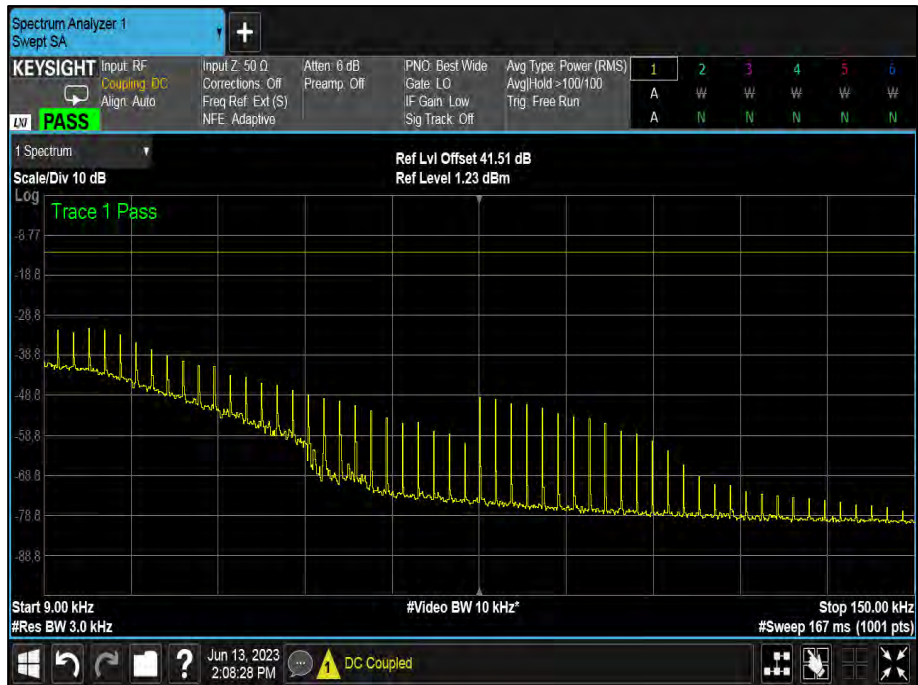 Spectrum Analyzer 1
Swept SA
+
KEYSIGHT
Input: RF
Coupling: DC
Align: Auto
Input Z: 50 Ω
Corrections: Off
Freq Ref: Ext (S)
NFE: Adaptive
Atten: 6 dB
Preamp: Off
PNO: Best Wide
Gate: LO
IF Gain: Low
Sig Track: Off
Avg Type: Power (RMS)
Avg|Hold >100/100
Trig: Free Run
1 2 3 4 5 6
A W W W W W
A N N N N N
LXI PASS
1 Spectrum
Scale/Div 10 dB
Ref Lvl Offset 41.51 dB
Ref Level 1.23 dBm
Log
Trace 1 Pass
-8.77
-18.8
-28.8
-38.8
-48.8
-58.8
-68.8
-78.8
-88.8
Start 9.00 kHz
#Video BW 10 kHz*
Stop 150.00 kHz
#Res BW 3.0 kHz
#Sweep 167 ms (1001 pts)
?
Jun 13, 2023
2:08:28 PM
1
DC Coupled